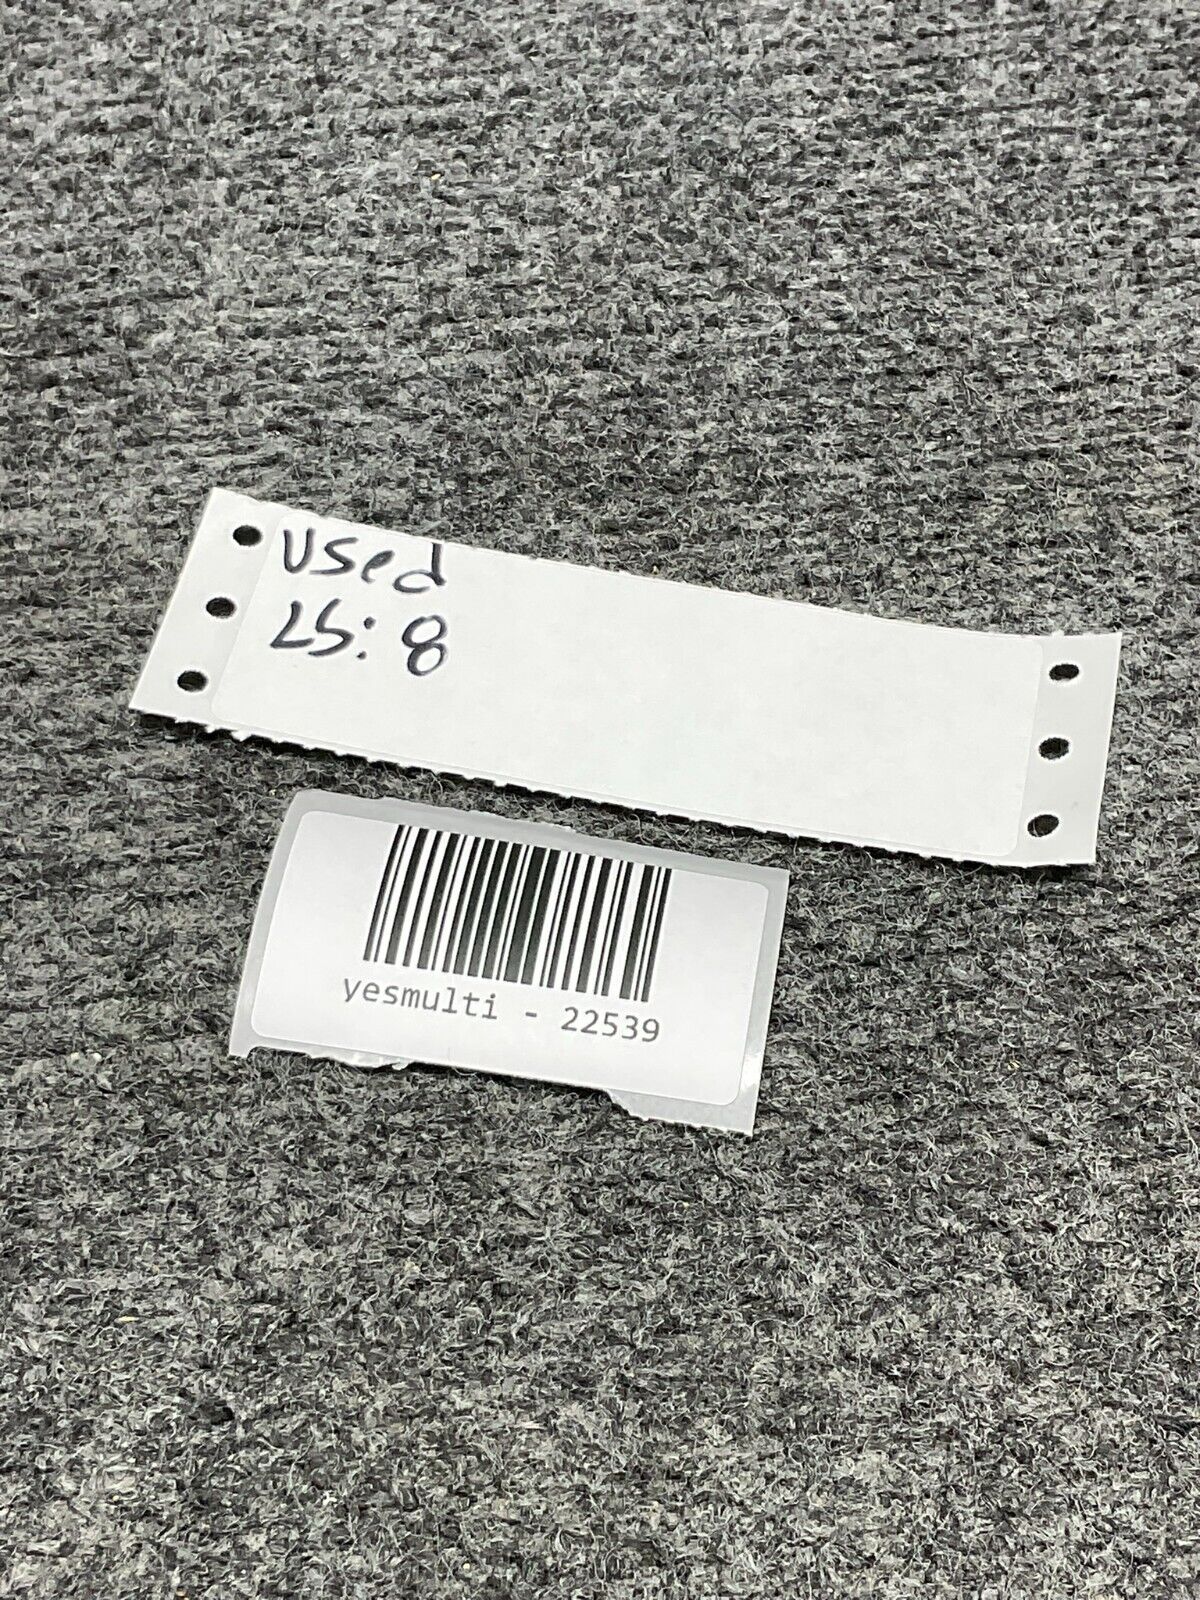 Used
LS: 8
yesmulti - 22539